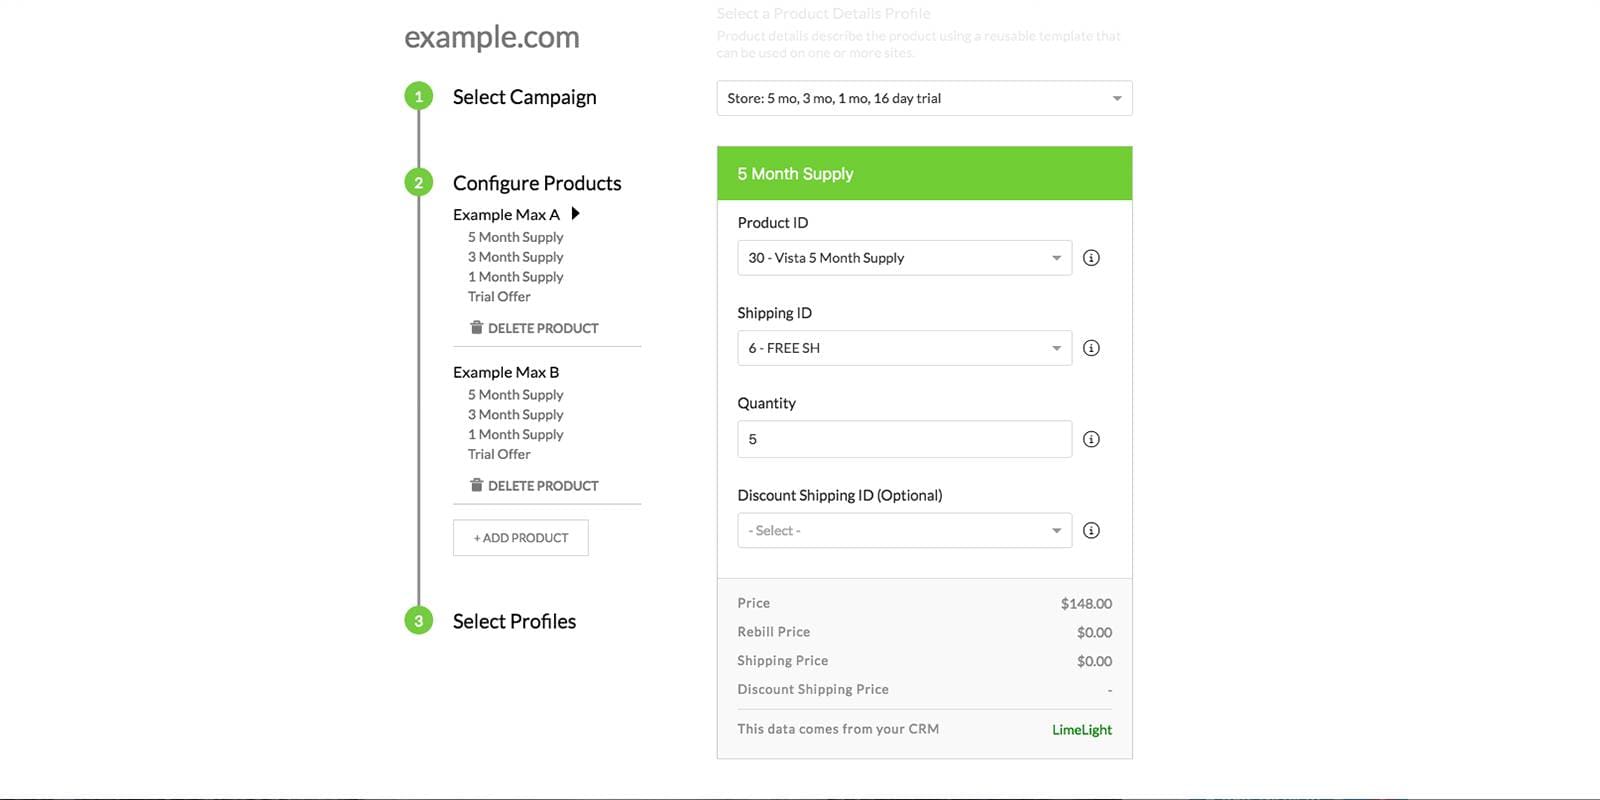 example.com
1 Select Campaign
2 Configure Products
Example Max A
5 Month Supply
3 Month Supply
1 Month Supply
Trial Offer
DELETE PRODUCT
Example Max B
5 Month Supply
3 Month Supply
1 Month Supply
Trial Offer
DELETE PRODUCT
+ ADD PRODUCT
3 Select Profiles
Select a Product Details Profile
Product details describe the product using a reusable template that
can be used on one or more sites.
Store: 5 mo, 3 mo, 1 mo, 16 day trial
5 Month Supply
Product ID
30 - Vista 5 Month Supply
Shipping ID
6 - FREE SH
Quantity
5
Discount Shipping ID (Optional)
- Select -
Price $148.00
Rebill Price $0.00
Shipping Price $0.00
Discount Shipping Price -
This data comes from your CRM LimeLight